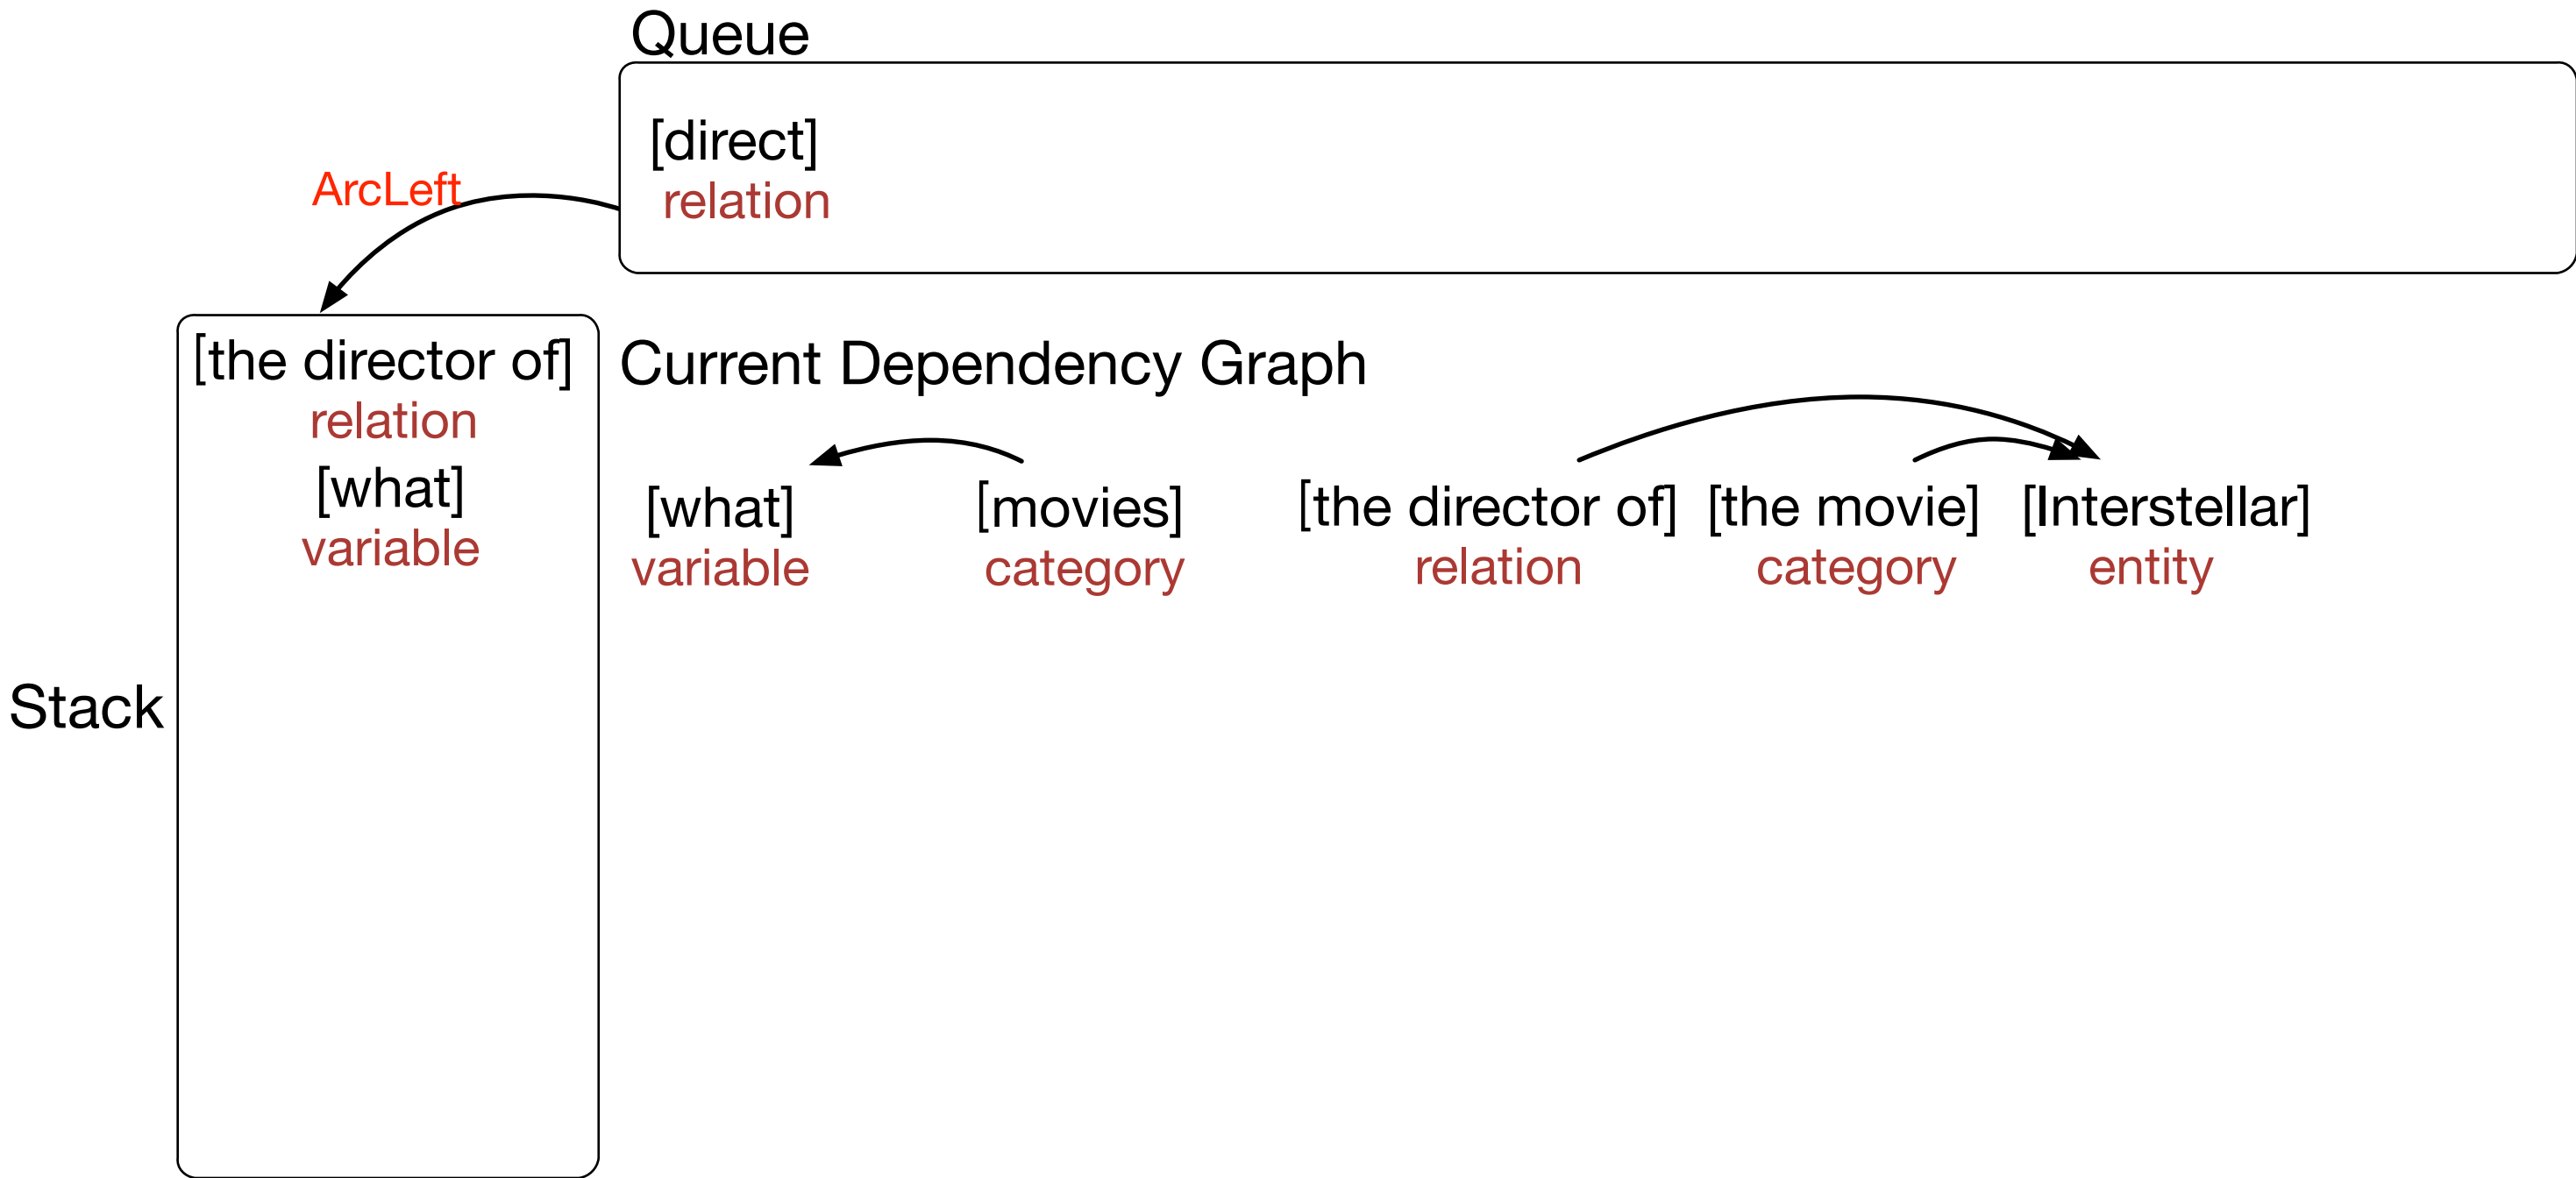 Queue
[direct]
relation
ArcLeft
[the director of]
relation
[what]
variable
Stack
Current Dependency Graph
[what] [movies] [the director of] [the movie] [Interstellar]
variable category relation category entity